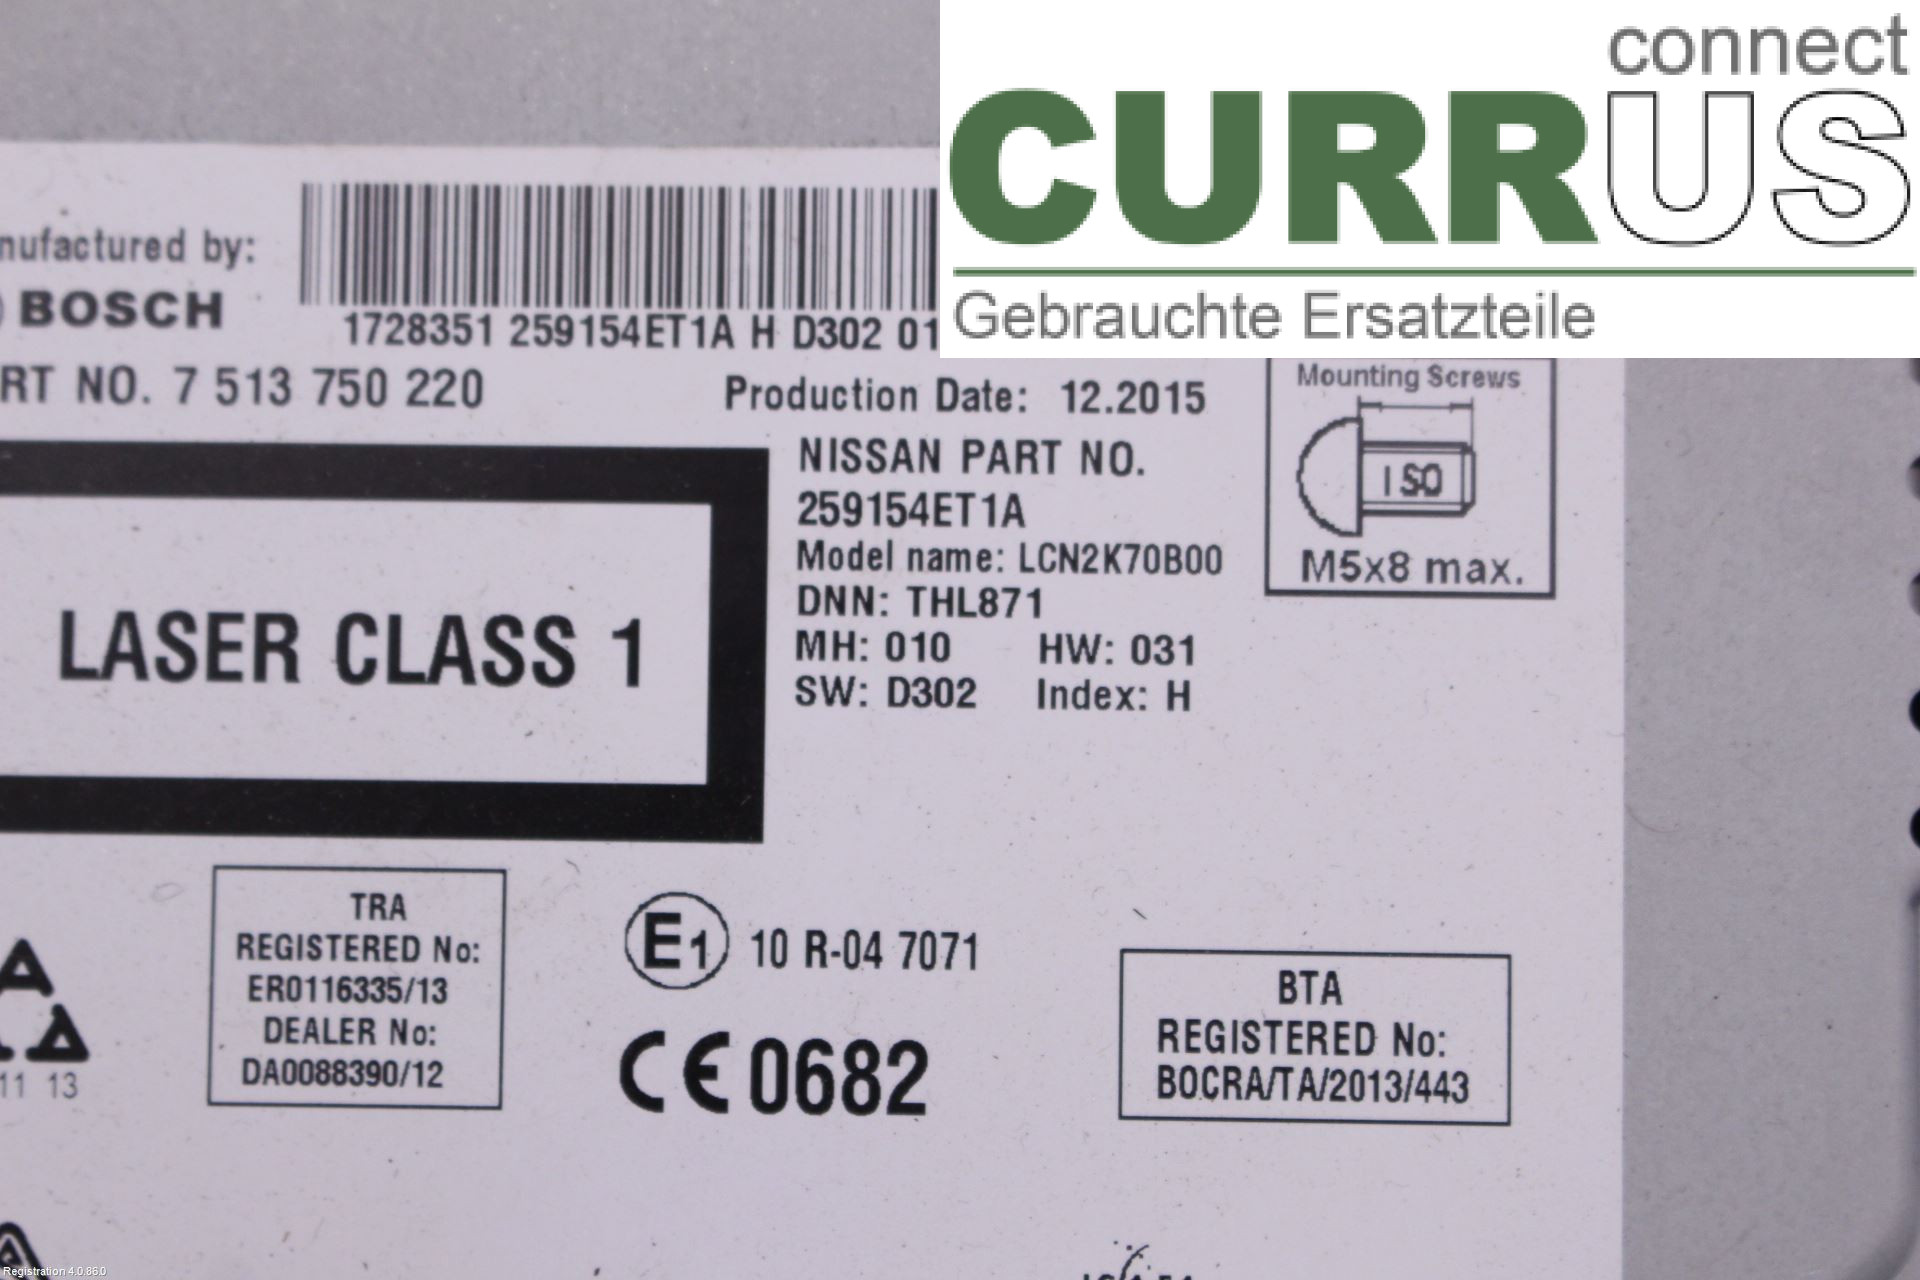 connect
CURRUS
Gebrauchte Ersatzteile
nufactured by:
BOSCH
1728351 259154ET1A H D302 01
RT NO. 7 513 750 220
Production Date: 12.2015
Mounting Screws
ISO
M5x8 max.
NISSAN PART NO.
259154ET1A
Model name: LCN2K70B00
DNN: THL871
MH: 010 HW: 031
SW: D302 Index: H
LASER CLASS 1
TRA
REGISTERED No:
ER0116335/13
DEALER No:
DA0088390/12
E1 10 R-04 7071
CE 0682
BTA
REGISTERED No:
BOCRA/TA/2013/443
11 13
Registration 4.0.86.0